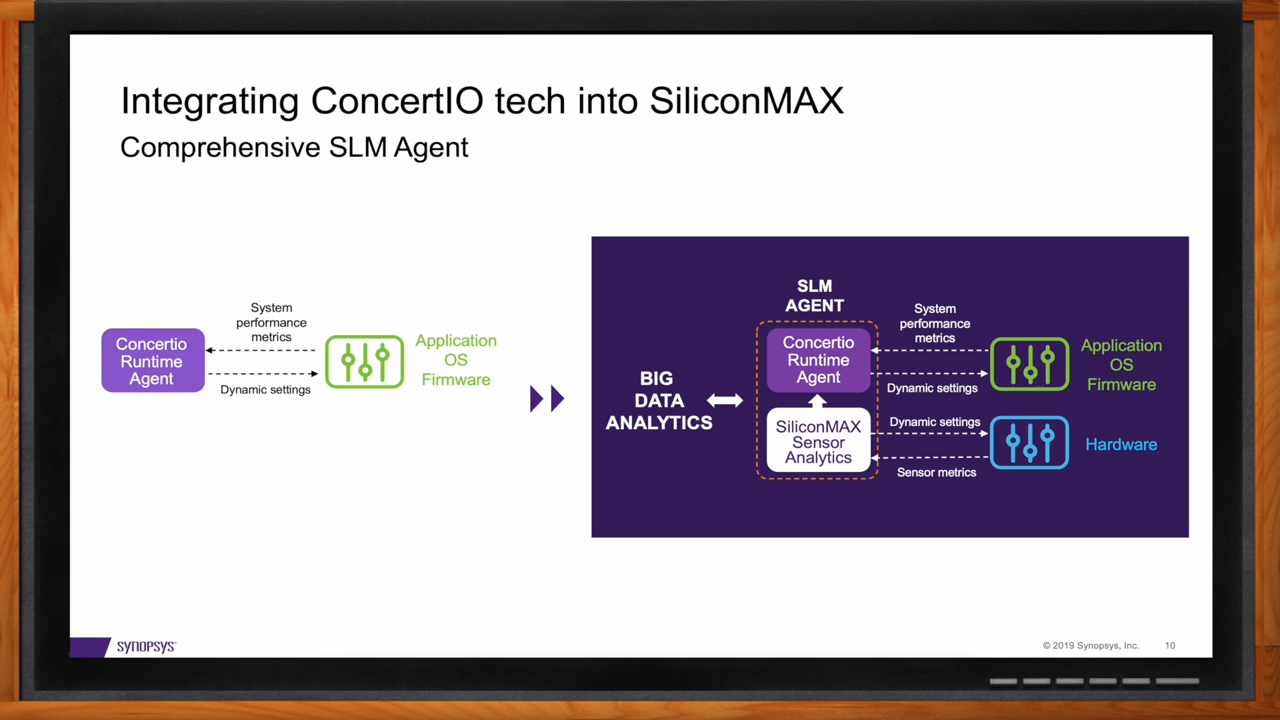 Integrating ConcertIO tech into SiliconMAX
Comprehensive SLM Agent
System
performance
metrics
Concertio
Runtime
Agent
Dynamic settings
Application
OS
Firmware
BIG
DATA
ANALYTICS
SLM
AGENT
Concertio
Runtime
Agent
SiliconMAX
Sensor
Analytics
System
performance
metrics
Dynamic settings
Application
OS
Firmware
Dynamic settings
Sensor metrics
Hardware
SYNOPSYS®
© 2019 Synopsys, Inc.
10